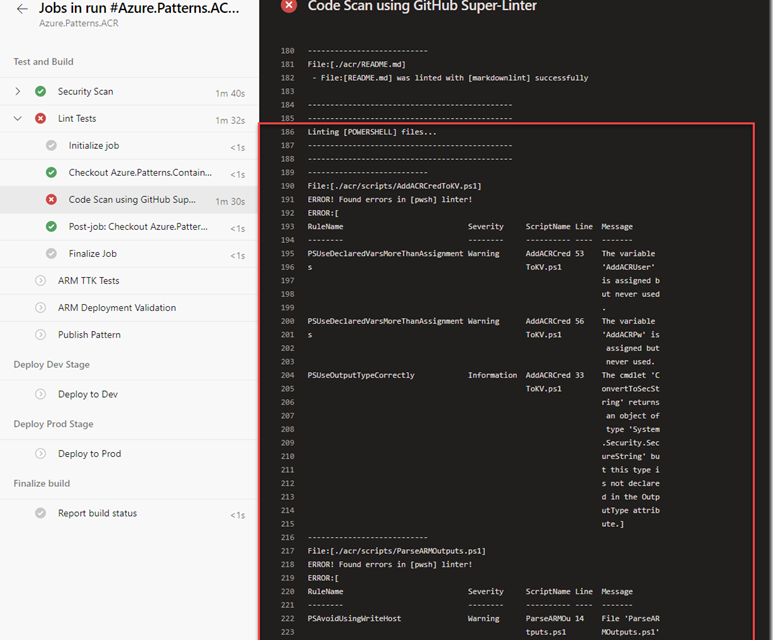 Jobs in run #Azure.Patterns.AC...
Azure.Patterns.ACR
Test and Build
Security Scan 1m 40s
Lint Tests 1m 32s
Initialize job <1s
Checkout Azure.Patterns.Contain... <1s
Code Scan using GitHub Sup... 1m 30s
Post-job: Checkout Azure.Patter... <1s
Finalize Job <1s
ARM TTK Tests
ARM Deployment Validation
Publish Pattern
Deploy Dev Stage
Deploy to Dev
Deploy Prod Stage
Deploy to Prod
Finalize build
Report build status <1s
Code Scan using GitHub Super-Linter
180 ---------------------------
181 File:[./acr/README.md]
182 - File:[README.md] was linted with [markdownlint] successfully
183
184 ----------------------------------------------
185 ----------------------------------------------
186 Linting [POWERSHELL] files...
187 ----------------------------------------------
188 ----------------------------------------------
189 ---------------------------
190 File:[./acr/scripts/AddACRCredToKV.ps1]
191 ERROR! Found errors in [pwsh] linter!
192 ERROR:[
193 RuleName Severity ScriptName Line Message
194 -------- -------- ---------- ---- -------
195 PSUseDeclaredVarsMoreThanAssignment Warning AddACRCred 53 The variable
196 s ToKV.ps1 'AddACRUser'
197 is assigned b
198 ut never used
199 .
200 PSUseDeclaredVarsMoreThanAssignment Warning AddACRCred 56 The variable
201 s ToKV.ps1 'AddACRPw' is
202 assigned but
203 never used.
204 PSUseOutputTypeCorrectly Information AddACRCred 33 The cmdlet 'C
205 ToKV.ps1 onvertToSecSt
206 ring' returns
207 an object of
208 type 'System
209 .Security.Sec
210 ureString' bu
211 t this type i
212 s not declare
213 d in the Outp
214 utType attrib
215 ute.]
216 ---------------------------
217 File:[./acr/scripts/ParseARMOutputs.ps1]
218 ERROR! Found errors in [pwsh] linter!
219 ERROR:[
220 RuleName Severity ScriptName Line Message
221 -------- -------- ---------- ---- -------
222 PSAvoidUsingWriteHost Warning ParseARMOu 14 File 'ParseAR
223 tputs.ps1 MOutputs.ps1'